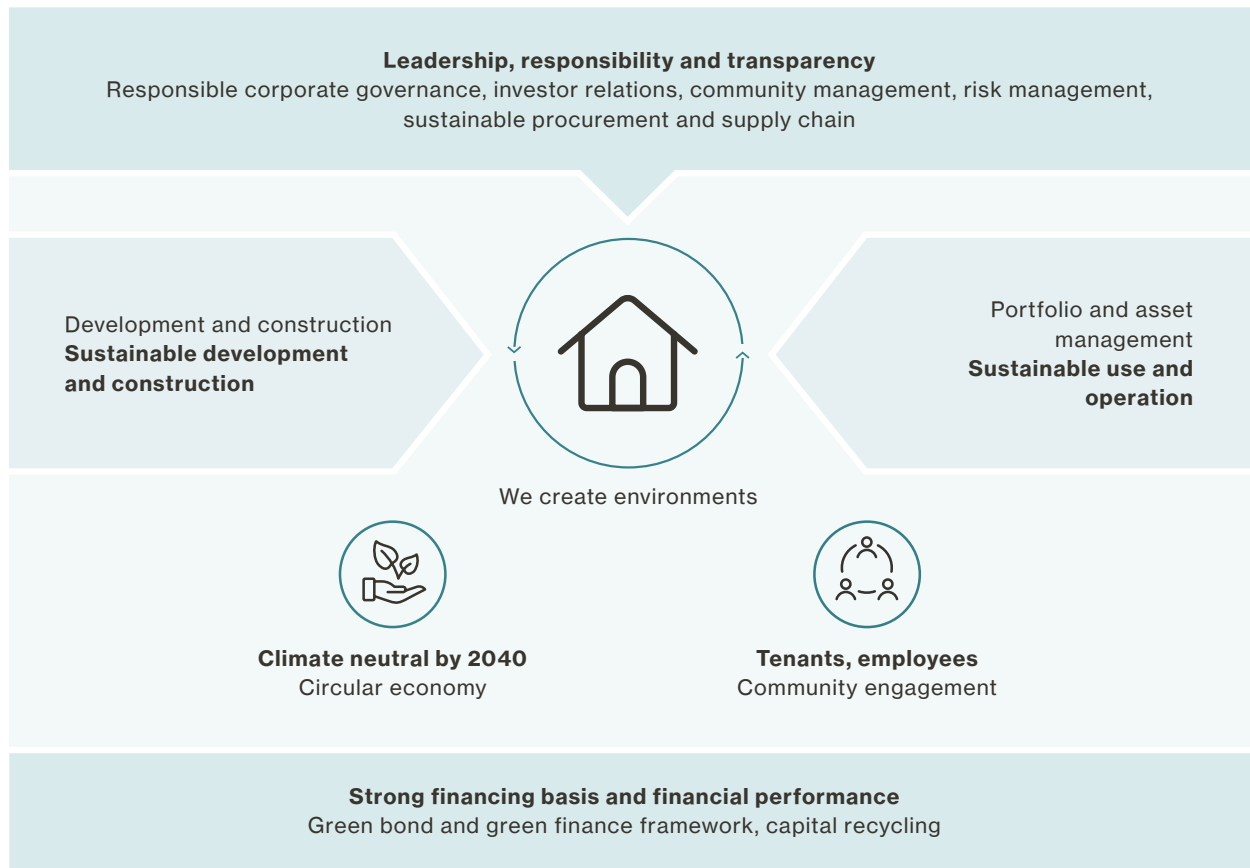 Leadership, responsibility and transparency
Responsible corporate governance, investor relations, community management, risk management,
sustainable procurement and supply chain
Development and construction
Sustainable development
and construction
Portfolio and asset
management
Sustainable use and
operation
We create environments
Climate neutral by 2040
Circular economy
Tenants, employees
Community engagement
Strong financing basis and financial performance
Green bond and green finance framework, capital recycling